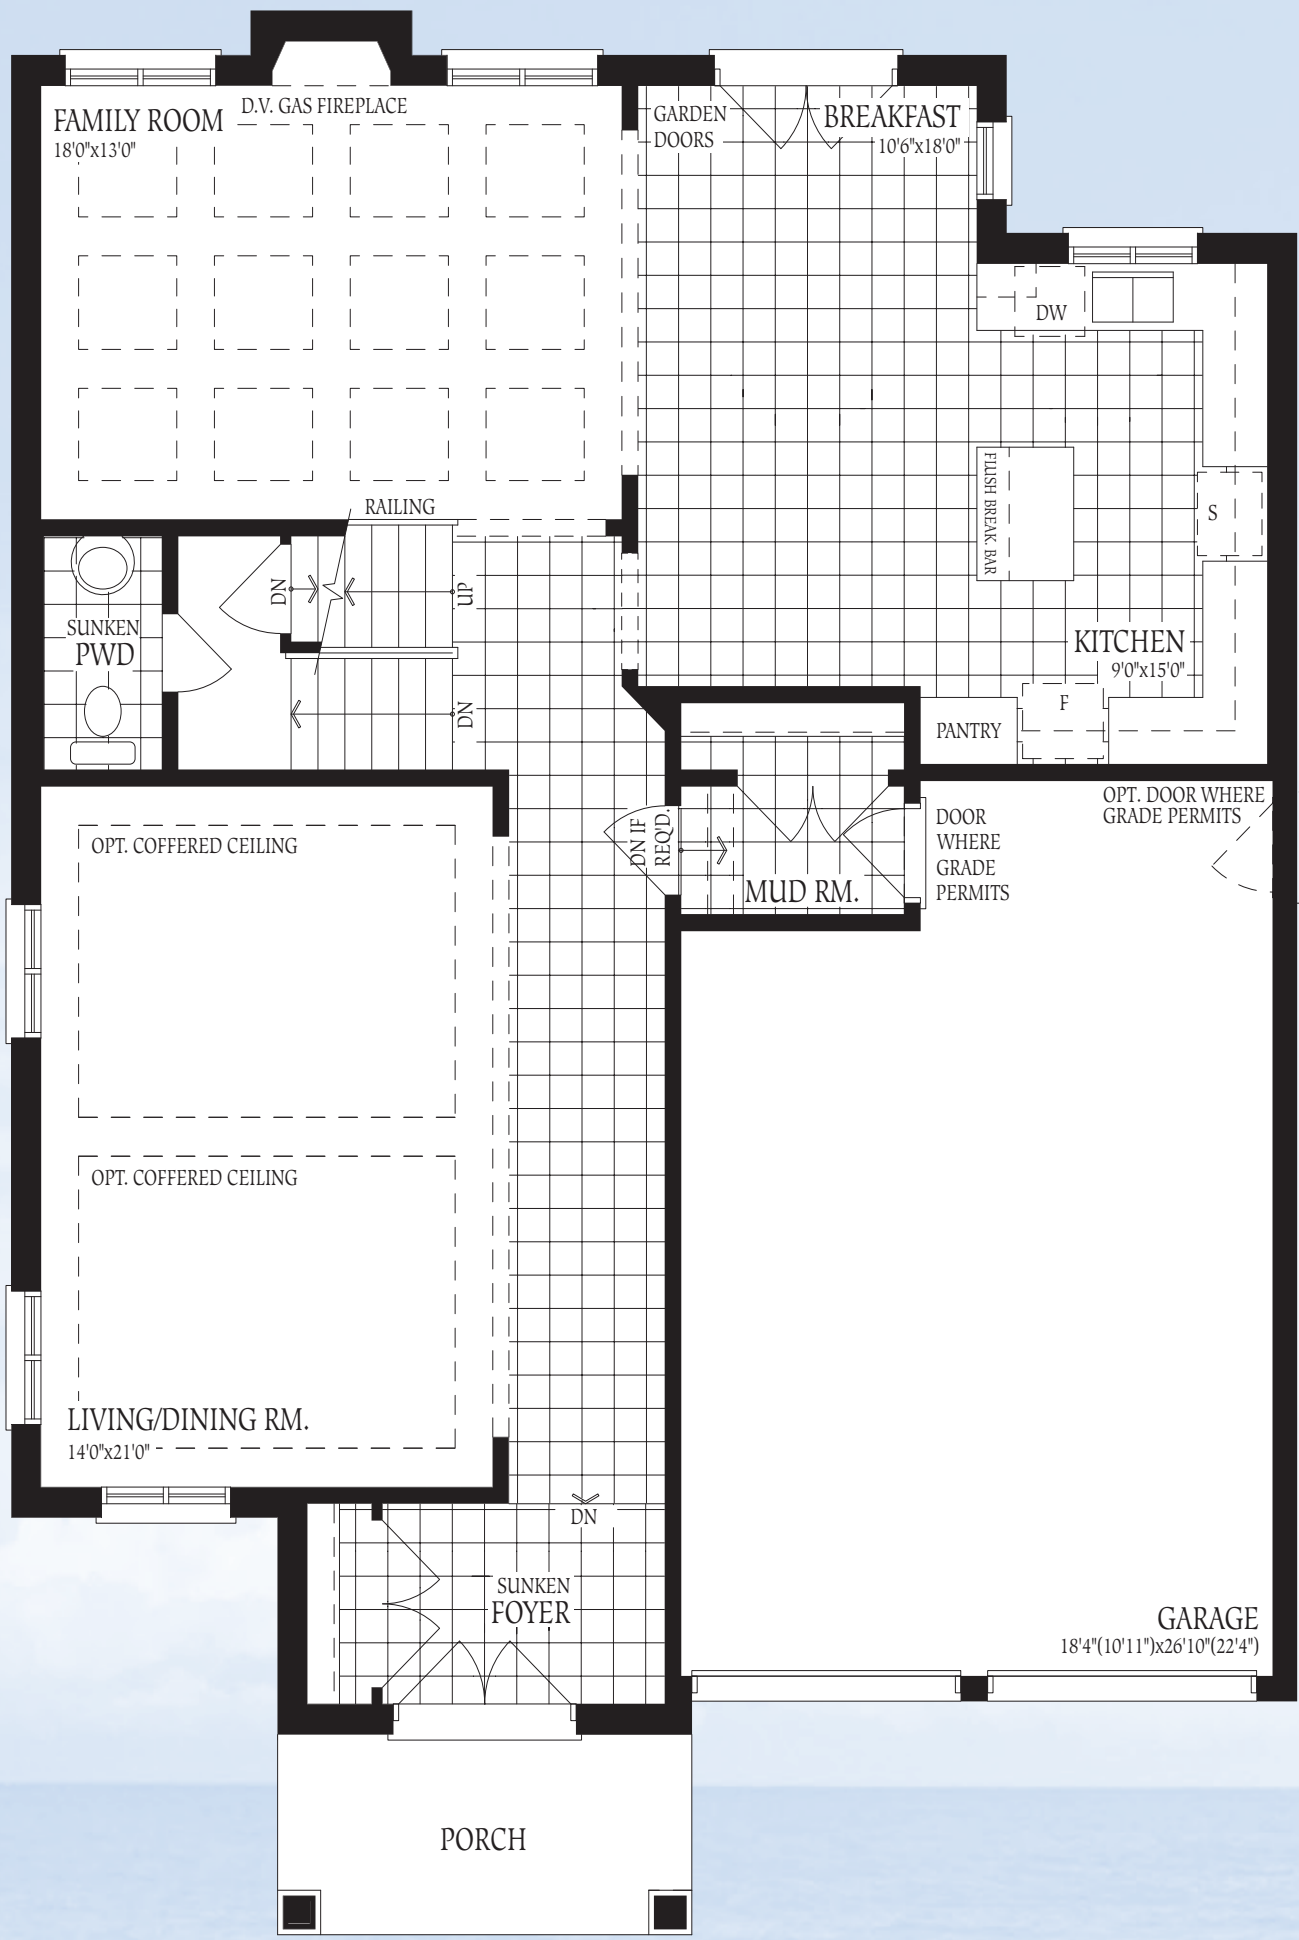 D.V. GAS FIREPLACE
FAMILY ROOM
18'0"x13'0"
GARDEN
DOORS
BREAKFAST
10'6"x18'0"
DW
FLUSH BREAK. BAR
S
RAILING
DN
UP
DN
SUNKEN
PWD
KITCHEN
9'0"x15'0"
F
PANTRY
OPT. DOOR WHERE
GRADE PERMITS
DOOR
WHERE
GRADE
PERMITS
DN IF
REQ'D.
MUD RM.
OPT. COFFERED CEILING
OPT. COFFERED CEILING
LIVING/DINING RM.
14'0"x21'0"
DN
SUNKEN
FOYER
GARAGE
18'4"(10'11")x26'10"(22'4")
PORCH